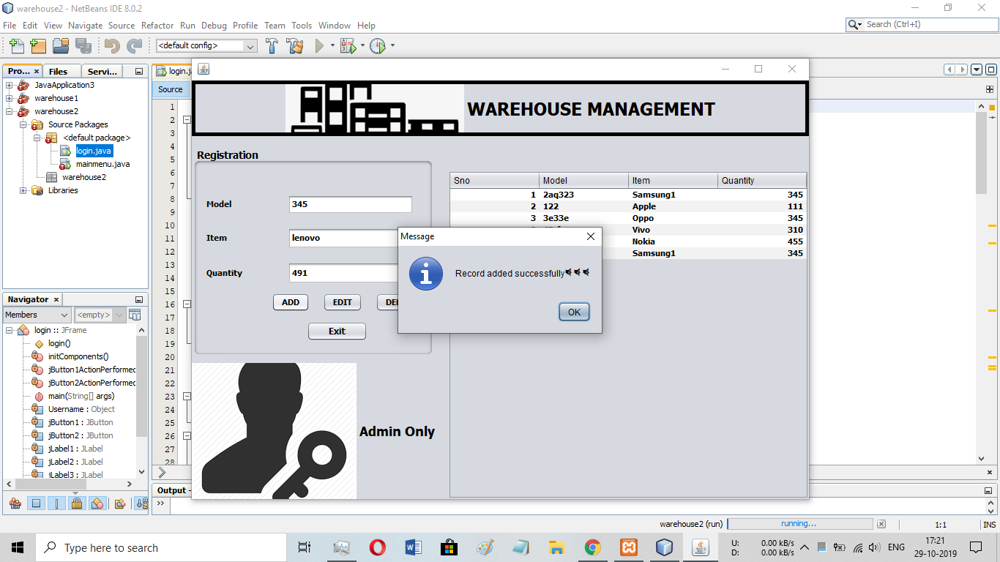 warehouse2 - NetBeans IDE 8.0.2
File Edit View Navigate Source Refactor Run Debug Profile Team Tools Window Help
Search (Ctrl+I)
<default config>
Pro... Files Servi...
login.j
JavaApplication3
warehouse1
warehouse2
Source Packages
<default package>
login.java
mainmenu.java
warehouse2
Libraries
Source
1
2
3
4
5
6
7
8
9
10
11
12
13
14
15
16
17
18
19
20
21
22
23
24
25
26
27
28
WAREHOUSE MANAGEMENT
Registration
Model 345
Item lenovo
Quantity 491
ADD EDIT DE
Exit
Admin Only
Sno Model Item Quantity
1 2aq323 Samsung1 345
2 122 Apple 111
3 3e33e Oppo 345
Vivo 310
Nokia 455
Samsung1 345
Message
Record added successfully
OK
Navigator
Members <empty>
login :: JFrame
login()
initComponents()
jButton1ActionPerformed
jButton2ActionPerformed
main(String[] args)
Username : Object
jButton1 : JButton
jButton2 : JButton
jLabel1 : JLabel
jLabel2 : JLabel
jLabel3 : JLabel
Output -
warehouse2 (run) running... 1:1 INS
Type here to search
U: 0.00 kB/s
D: 0.00 kB/s
ENG
17:21
29-10-2019